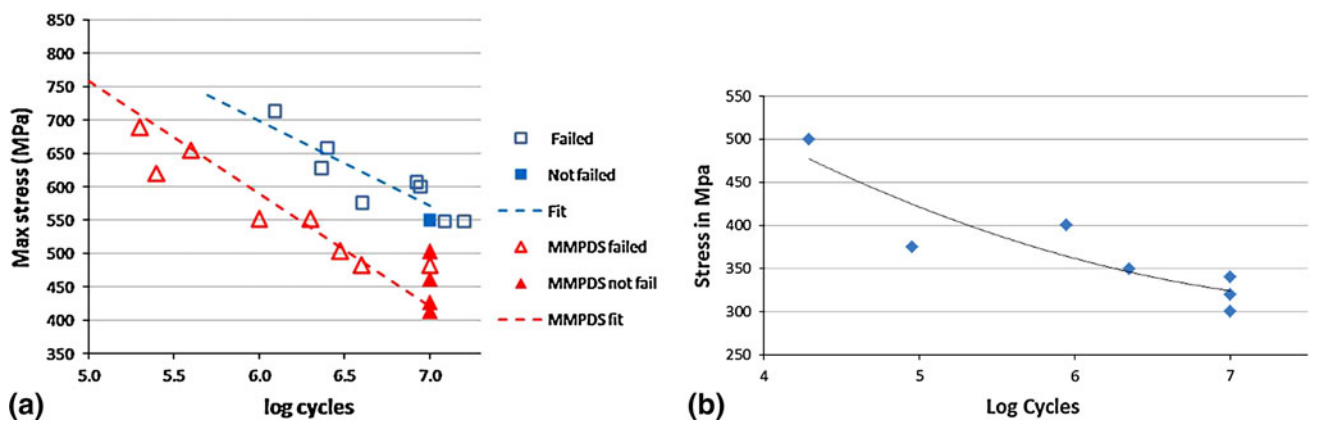 850
800
750
700
650
600
550
500
450
400
350
Max stress (MPa)
5.0 5.5 6.0 6.5 7.0
log cycles
Failed
Not failed
Fit
MMPDS failed
MMPDS not fail
MMPDS fit
(a)
550
500
450
400
350
300
250
Stress in Mpa
4 5 6 7
Log Cycles
(b)